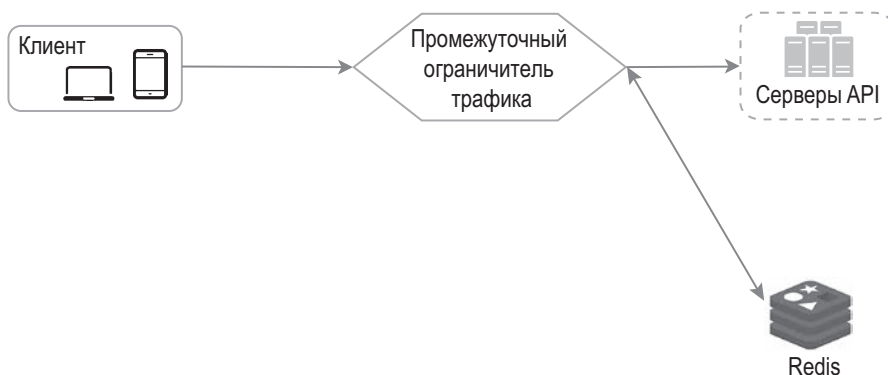 Клиент
Промежуточный
ограничитель
трафика
Серверы API
Redis